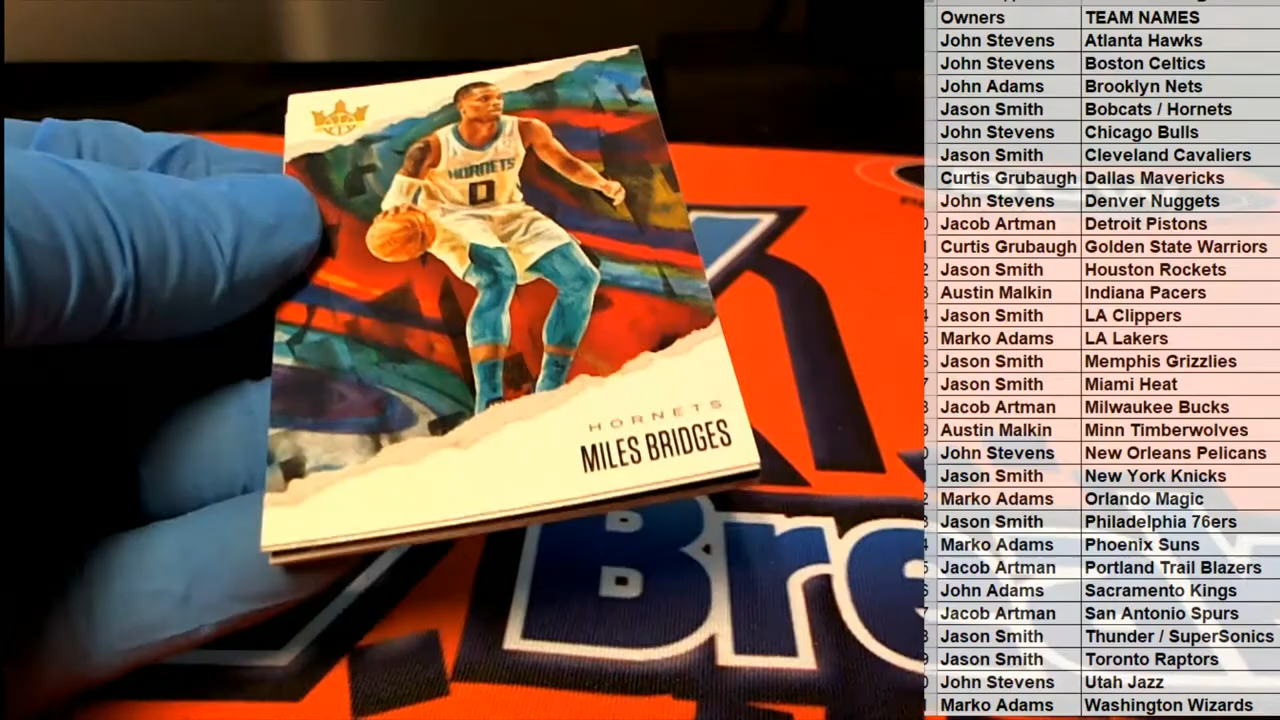 HORNETS
0
HORNETS
MILES BRIDGES
Bre
Owners TEAM NAMES
John Stevens Atlanta Hawks
John Stevens Boston Celtics
John Adams Brooklyn Nets
Jason Smith Bobcats / Hornets
John Stevens Chicago Bulls
Jason Smith Cleveland Cavaliers
Curtis Grubaugh Dallas Mavericks
John Stevens Denver Nuggets
Jacob Artman Detroit Pistons
Curtis Grubaugh Golden State Warriors
Jason Smith Houston Rockets
Austin Malkin Indiana Pacers
Jason Smith LA Clippers
Marko Adams LA Lakers
Jason Smith Memphis Grizzlies
Jason Smith Miami Heat
Jacob Artman Milwaukee Bucks
Austin Malkin Minn Timberwolves
John Stevens New Orleans Pelicans
Jason Smith New York Knicks
Marko Adams Orlando Magic
Jason Smith Philadelphia 76ers
Marko Adams Phoenix Suns
Jacob Artman Portland Trail Blazers
John Adams Sacramento Kings
Jacob Artman San Antonio Spurs
Jason Smith Thunder / SuperSonics
Jason Smith Toronto Raptors
John Stevens Utah Jazz
Marko Adams Washington Wizards